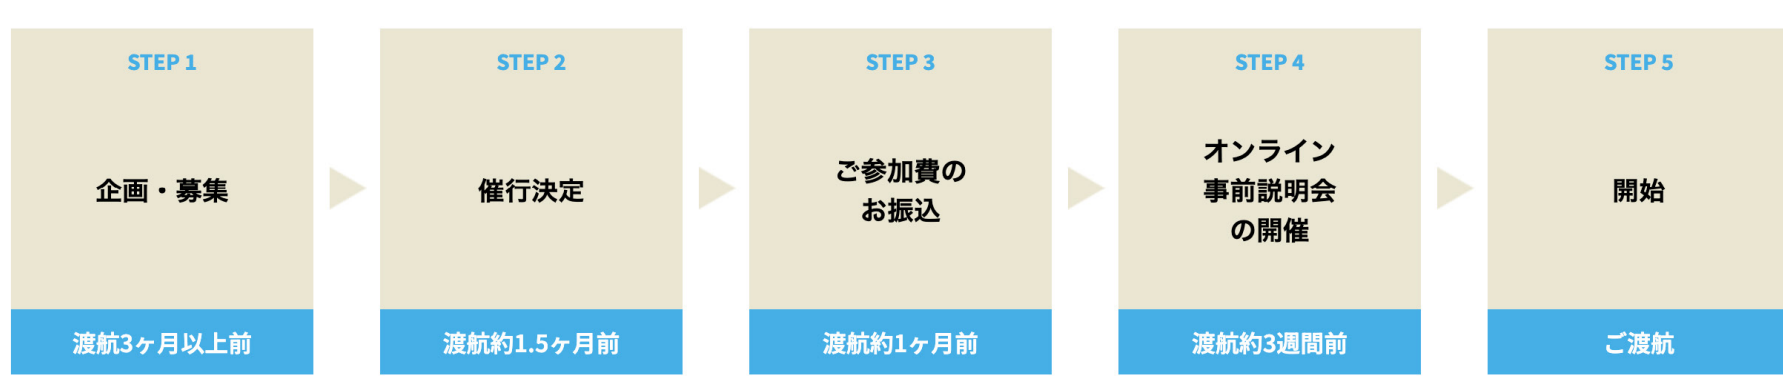 STEP 1
企画・募集
渡航3ヶ月以上前
STEP 2
催行決定
渡航約1.5ヶ月前
STEP 3
ご参加費の
お振込
渡航約1ヶ月前
STEP 4
オンライン
事前説明会
の開催
渡航約3週間前
STEP 5
開始
ご渡航